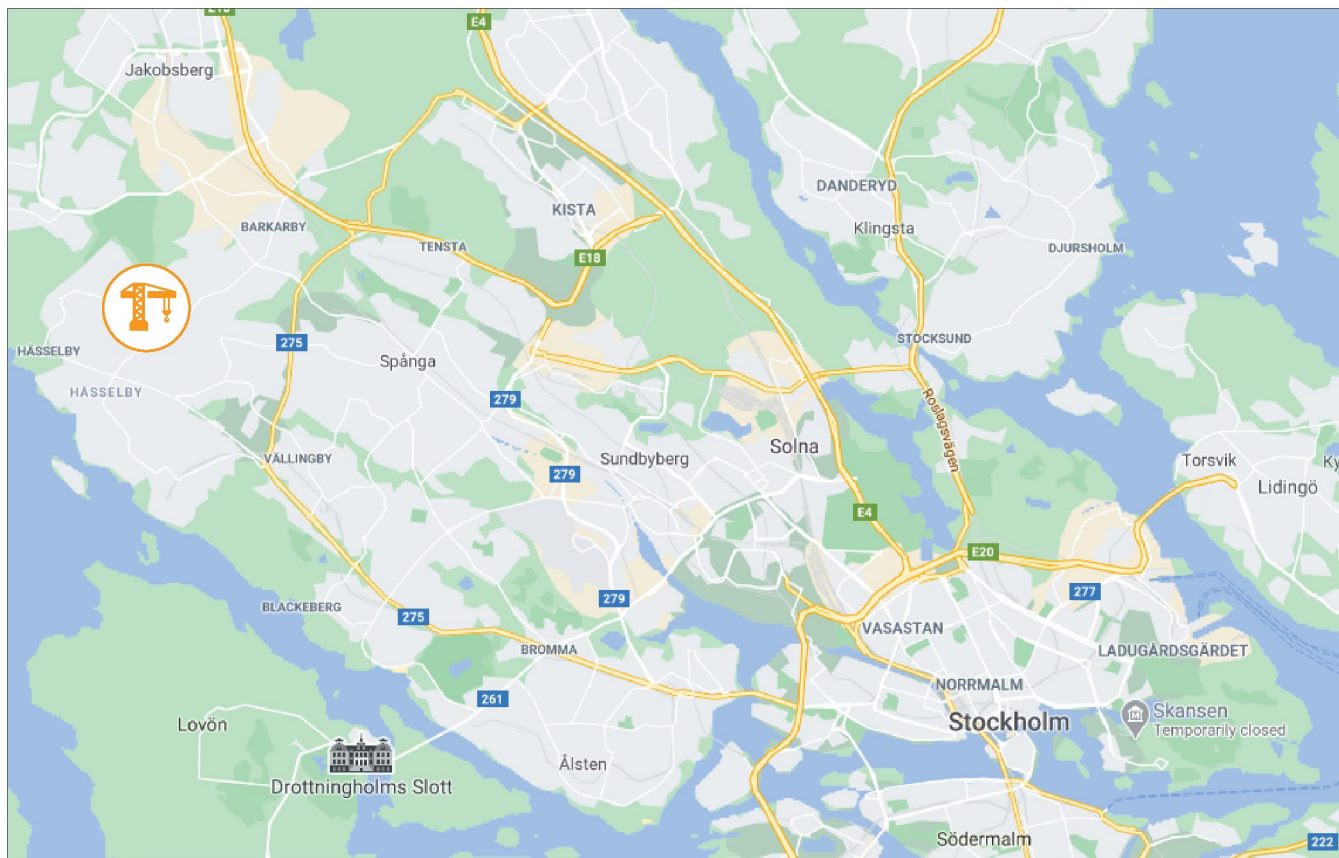 E4
Jakobsberg
DANDERYD
KISTA
BARKARBY
Klingsta
TENSTA
DJURSHOLM
E18
STOCKSUND
275
HÄSSELBY
Spånga
HÄSSELBY
279
Roslagsvägen
Solna
VÄLLINGBY
Sundbyberg
Torsvik
279
Lidingö
E4
E20
277
279
BLACKEBERG
275
VASASTAN
BROMMA
LADUGÅRDSGÄRDET
NORRMALM
261
Skansen
Lovön
Stockholm
Temporarily closed
Ålsten
Drottningholms Slott
Södermalm
222